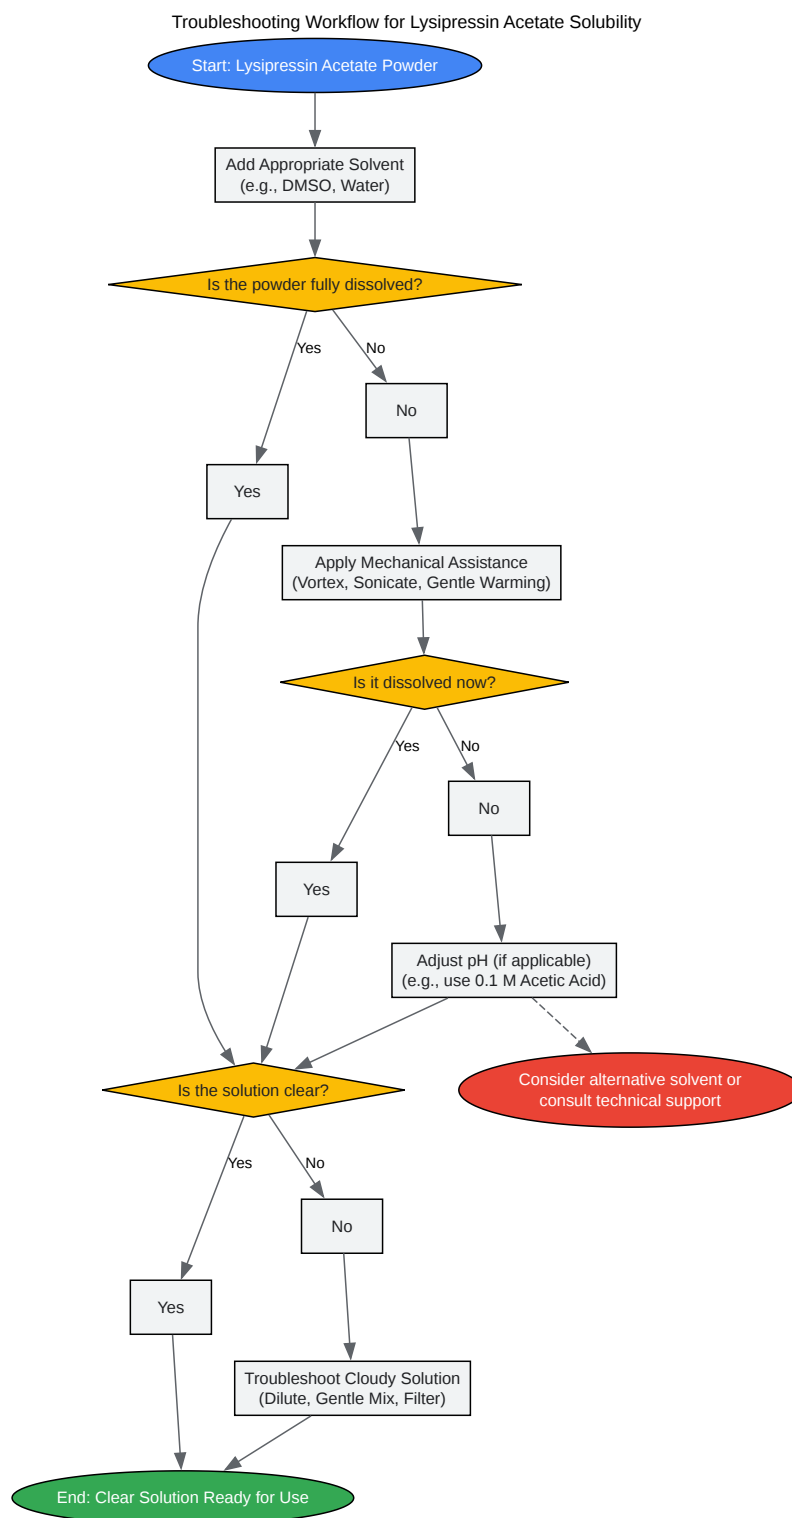 Troubleshooting Workflow for Lysipressin Acetate Solubility
Start: Lysipressin Acetate Powder
Add Appropriate Solvent
(e.g., DMSO, Water)
Is the powder fully dissolved?
Yes
No
No
Yes
Apply Mechanical Assistance
(Vortex, Sonicate, Gentle Warming)
Is it dissolved now?
Yes
No
No
Yes
Adjust pH (if applicable)
(e.g., use 0.1 M Acetic Acid)
Is the solution clear?
Consider alternative solvent or
consult technical support
Yes
No
No
Yes
Troubleshoot Cloudy Solution
(Dilute, Gentle Mix, Filter)
End: Clear Solution Ready for Use